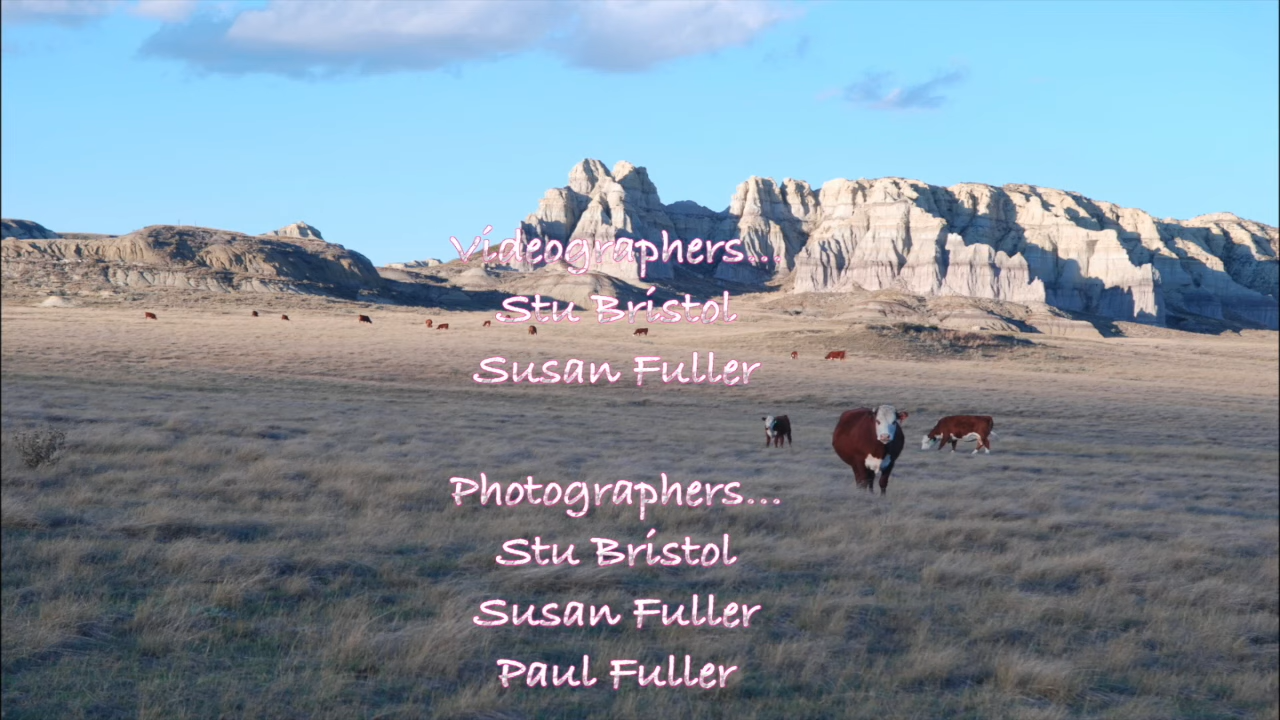 Videographers...
Stu Bristol
Susan Fuller
Photographers...
Stu Bristol
Susan Fuller
Paul Fuller